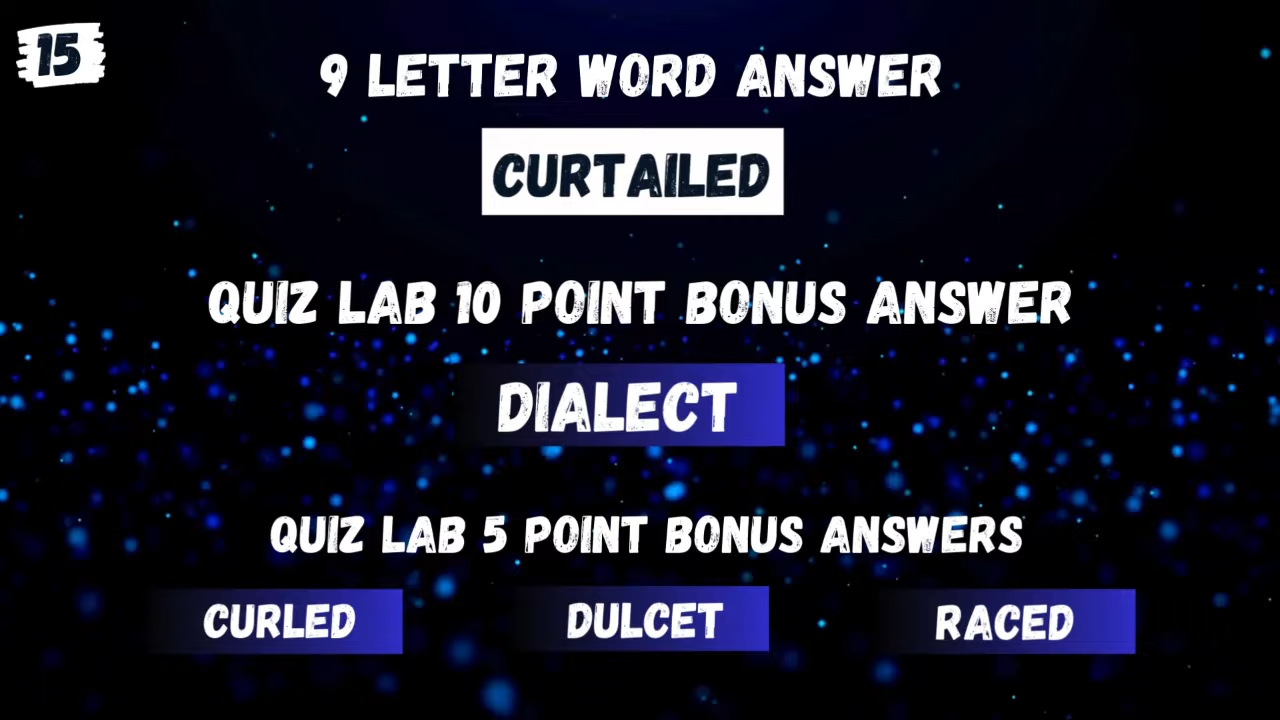 15
9 LETTER WORD ANSWER
CURTAILED
QUIZ LAB 10 POINT BONUS ANSWER
DIALECT
QUIZ LAB 5 POINT BONUS ANSWERS
CURLED DULCET RACED